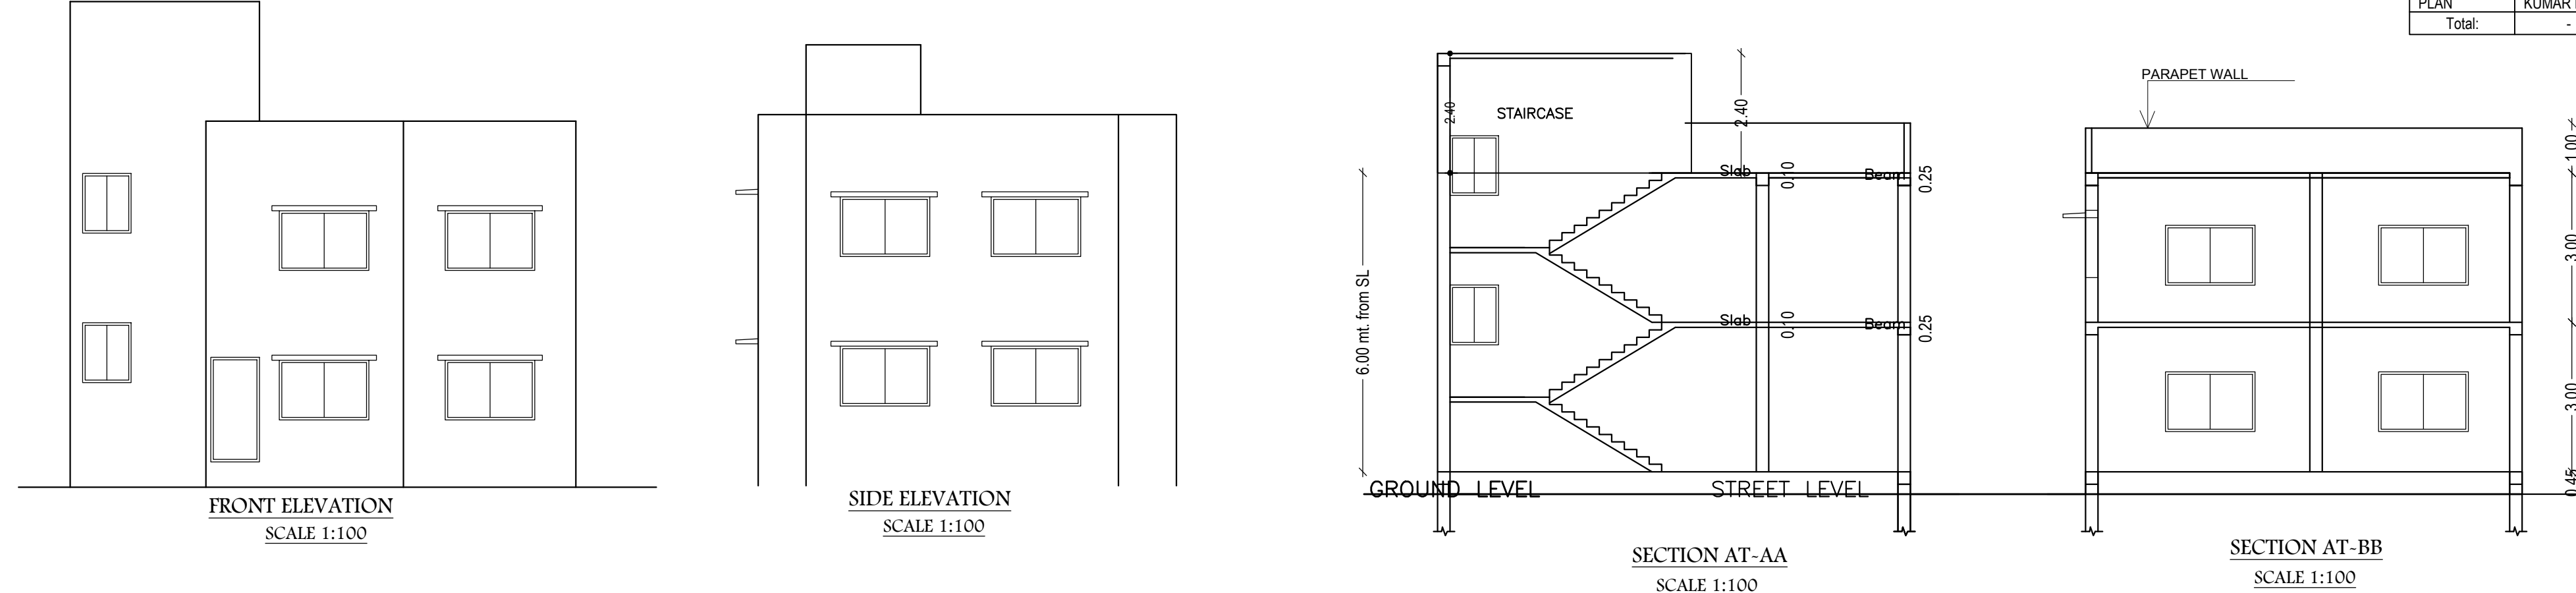 PLAN KUMAR
Total: -
PARAPET WALL
2.40
STAIRCASE
2.40
1.00
Slab
0.10
Beam
0.25
3.00
6.00 mt. from SL
Slab
0.10
Beam
0.25
3.00
0.45
GROUND LEVEL
STREET LEVEL
FRONT ELEVATION
SCALE 1:100
SIDE ELEVATION
SCALE 1:100
SECTION AT-AA
SCALE 1:100
SECTION AT-BB
SCALE 1:100